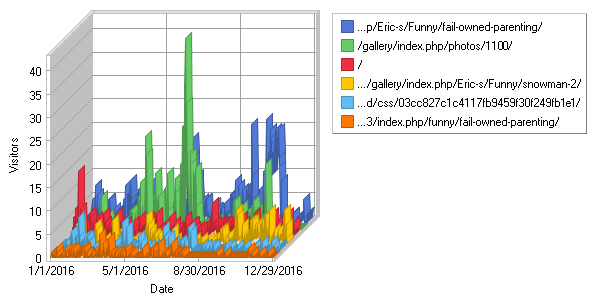 ...p/Eric-s/Funny/fail-owned-parenting/
/gallery/index.php/photos/1100/
/
.../gallery/index.php/Eric-s/Funny/snowman-2/
...d/css/03cc827c1c4117fb9459f30f249fb1e1/
...3/index.php/funny/fail-owned-parenting/
40
35
30
25
20
15
10
5
0
Visitors
1/1/2016 5/1/2016 8/30/2016 12/29/2016
Date